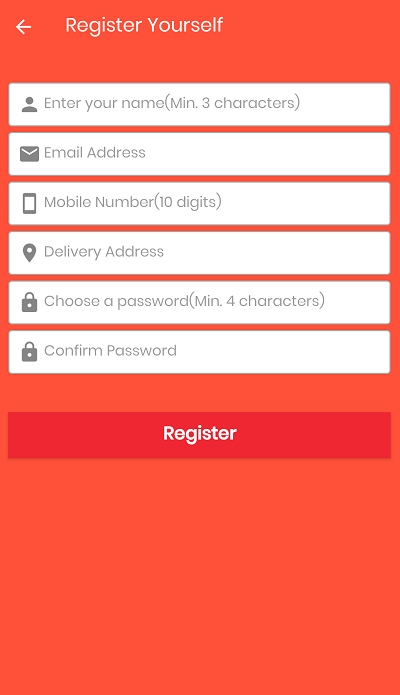 Register Yourself
Enter your name(Min. 3 characters)
Email Address
Mobile Number(10 digits)
Delivery Address
Choose a password(Min. 4 characters)
Confirm Password
Register